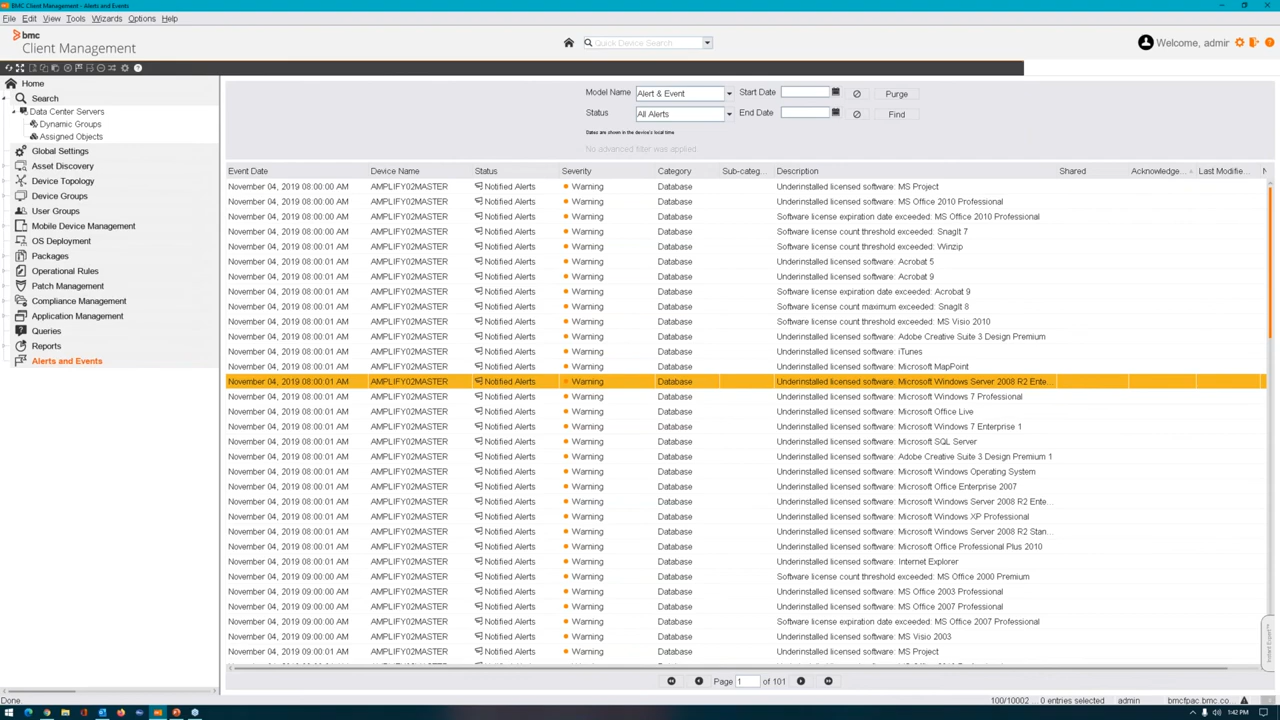 BMC Client Management - Alerts and Events
File Edit View Tools Wizards Options Help
bmc
Client Management
Quick Device Search
Welcome, admin
Home
Search
Data Center Servers
Dynamic Groups
Assigned Objects
Global Settings
Asset Discovery
Device Topology
Device Groups
User Groups
Mobile Device Management
OS Deployment
Packages
Operational Rules
Patch Management
Compliance Management
Application Management
Queries
Reports
Alerts and Events
Model Name Alert & Event Start Date Purge
Status All Alerts End Date Find
Dates are shown in the device's local time.
No advanced filter was applied.
Event Date Device Name Status Severity Category Sub-categ... Description Shared Acknowledge... Last Modifie... N
November 04, 2019 08:00:00 AM AMPLIFY02MASTER Notified Alerts Warning Database Underinstalled licensed software: MS Project
November 04, 2019 08:00:00 AM AMPLIFY02MASTER Notified Alerts Warning Database Underinstalled licensed software: MS Office 2010 Professional
November 04, 2019 08:00:00 AM AMPLIFY02MASTER Notified Alerts Warning Database Software license expiration date exceeded: MS Office 2010 Professional
November 04, 2019 08:00:00 AM AMPLIFY02MASTER Notified Alerts Warning Database Software license count threshold exceeded: SnagIt 7
November 04, 2019 08:00:01 AM AMPLIFY02MASTER Notified Alerts Warning Database Software license count threshold exceeded: Winzip
November 04, 2019 08:00:01 AM AMPLIFY02MASTER Notified Alerts Warning Database Underinstalled licensed software: Acrobat 5
November 04, 2019 08:00:01 AM AMPLIFY02MASTER Notified Alerts Warning Database Underinstalled licensed software: Acrobat 9
November 04, 2019 08:00:01 AM AMPLIFY02MASTER Notified Alerts Warning Database Software license expiration date exceeded: Acrobat 9
November 04, 2019 08:00:01 AM AMPLIFY02MASTER Notified Alerts Warning Database Software license count maximum exceeded: SnagIt 8
November 04, 2019 08:00:01 AM AMPLIFY02MASTER Notified Alerts Warning Database Software license count threshold exceeded: MS Visio 2010
November 04, 2019 08:00:01 AM AMPLIFY02MASTER Notified Alerts Warning Database Underinstalled licensed software: Adobe Creative Suite 3 Design Premium
November 04, 2019 08:00:01 AM AMPLIFY02MASTER Notified Alerts Warning Database Underinstalled licensed software: iTunes
November 04, 2019 08:00:01 AM AMPLIFY02MASTER Notified Alerts Warning Database Underinstalled licensed software: Microsoft MapPoint
November 04, 2019 08:00:01 AM AMPLIFY02MASTER Notified Alerts Warning Database Underinstalled licensed software: Microsoft Windows Server 2008 R2 Ente...
November 04, 2019 08:00:01 AM AMPLIFY02MASTER Notified Alerts Warning Database Underinstalled licensed software: Microsoft Windows 7 Professional
November 04, 2019 08:00:01 AM AMPLIFY02MASTER Notified Alerts Warning Database Underinstalled licensed software: Microsoft Office Live
November 04, 2019 08:00:01 AM AMPLIFY02MASTER Notified Alerts Warning Database Underinstalled licensed software: Microsoft Windows 7 Enterprise 1
November 04, 2019 08:00:01 AM AMPLIFY02MASTER Notified Alerts Warning Database Underinstalled licensed software: Microsoft SQL Server
November 04, 2019 08:00:01 AM AMPLIFY02MASTER Notified Alerts Warning Database Underinstalled licensed software: Adobe Creative Suite 3 Design Premium 1
November 04, 2019 08:00:01 AM AMPLIFY02MASTER Notified Alerts Warning Database Underinstalled licensed software: Microsoft Windows Operating System
November 04, 2019 08:00:01 AM AMPLIFY02MASTER Notified Alerts Warning Database Underinstalled licensed software: Microsoft Office Enterprise 2007
November 04, 2019 08:00:01 AM AMPLIFY02MASTER Notified Alerts Warning Database Underinstalled licensed software: Microsoft Windows Server 2008 R2 Ente...
November 04, 2019 08:00:01 AM AMPLIFY02MASTER Notified Alerts Warning Database Underinstalled licensed software: Microsoft Windows XP Professional
November 04, 2019 08:00:01 AM AMPLIFY02MASTER Notified Alerts Warning Database Underinstalled licensed software: Microsoft Windows Server 2008 R2 Stan...
November 04, 2019 08:00:01 AM AMPLIFY02MASTER Notified Alerts Warning Database Underinstalled licensed software: Microsoft Office Professional Plus 2010
November 04, 2019 08:00:01 AM AMPLIFY02MASTER Notified Alerts Warning Database Underinstalled licensed software: Internet Explorer
November 04, 2019 09:00:00 AM AMPLIFY02MASTER Notified Alerts Warning Database Software license count threshold exceeded: MS Office 2000 Premium
November 04, 2019 09:00:00 AM AMPLIFY02MASTER Notified Alerts Warning Database Underinstalled licensed software: MS Office 2003 Professional
November 04, 2019 09:00:00 AM AMPLIFY02MASTER Notified Alerts Warning Database Underinstalled licensed software: MS Office 2007 Professional
November 04, 2019 09:00:00 AM AMPLIFY02MASTER Notified Alerts Warning Database Software license expiration date exceeded: MS Office 2007 Professional
November 04, 2019 09:00:00 AM AMPLIFY02MASTER Notified Alerts Warning Database Underinstalled licensed software: MS Visio 2003
November 04, 2019 09:00:00 AM AMPLIFY02MASTER Notified Alerts Warning Database Underinstalled licensed software: MS Project
Page 1 of 101
Done. 100/10002 0 entries selected admin bmcfpac.bmc.co
1:42 PM